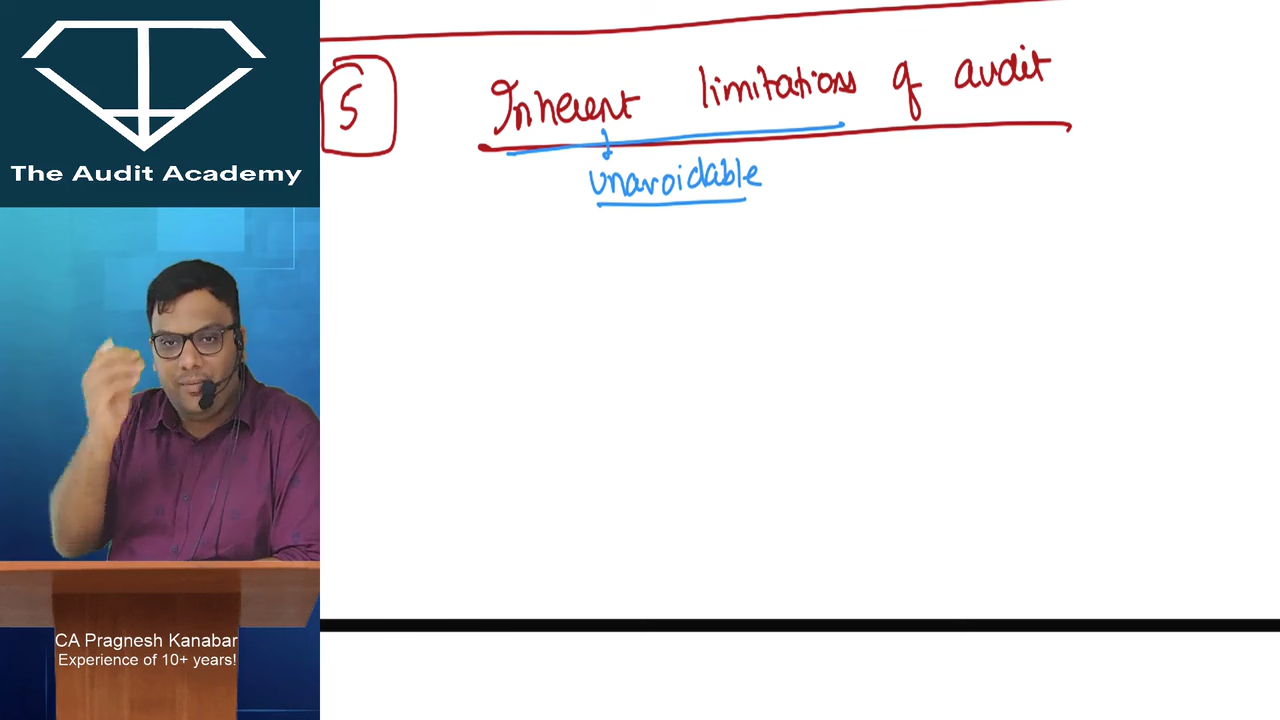 The Audit Academy
5
Inherent limitations of audit
unavoidable
CA Pragnesh Kanabar
Experience of 10+ years!